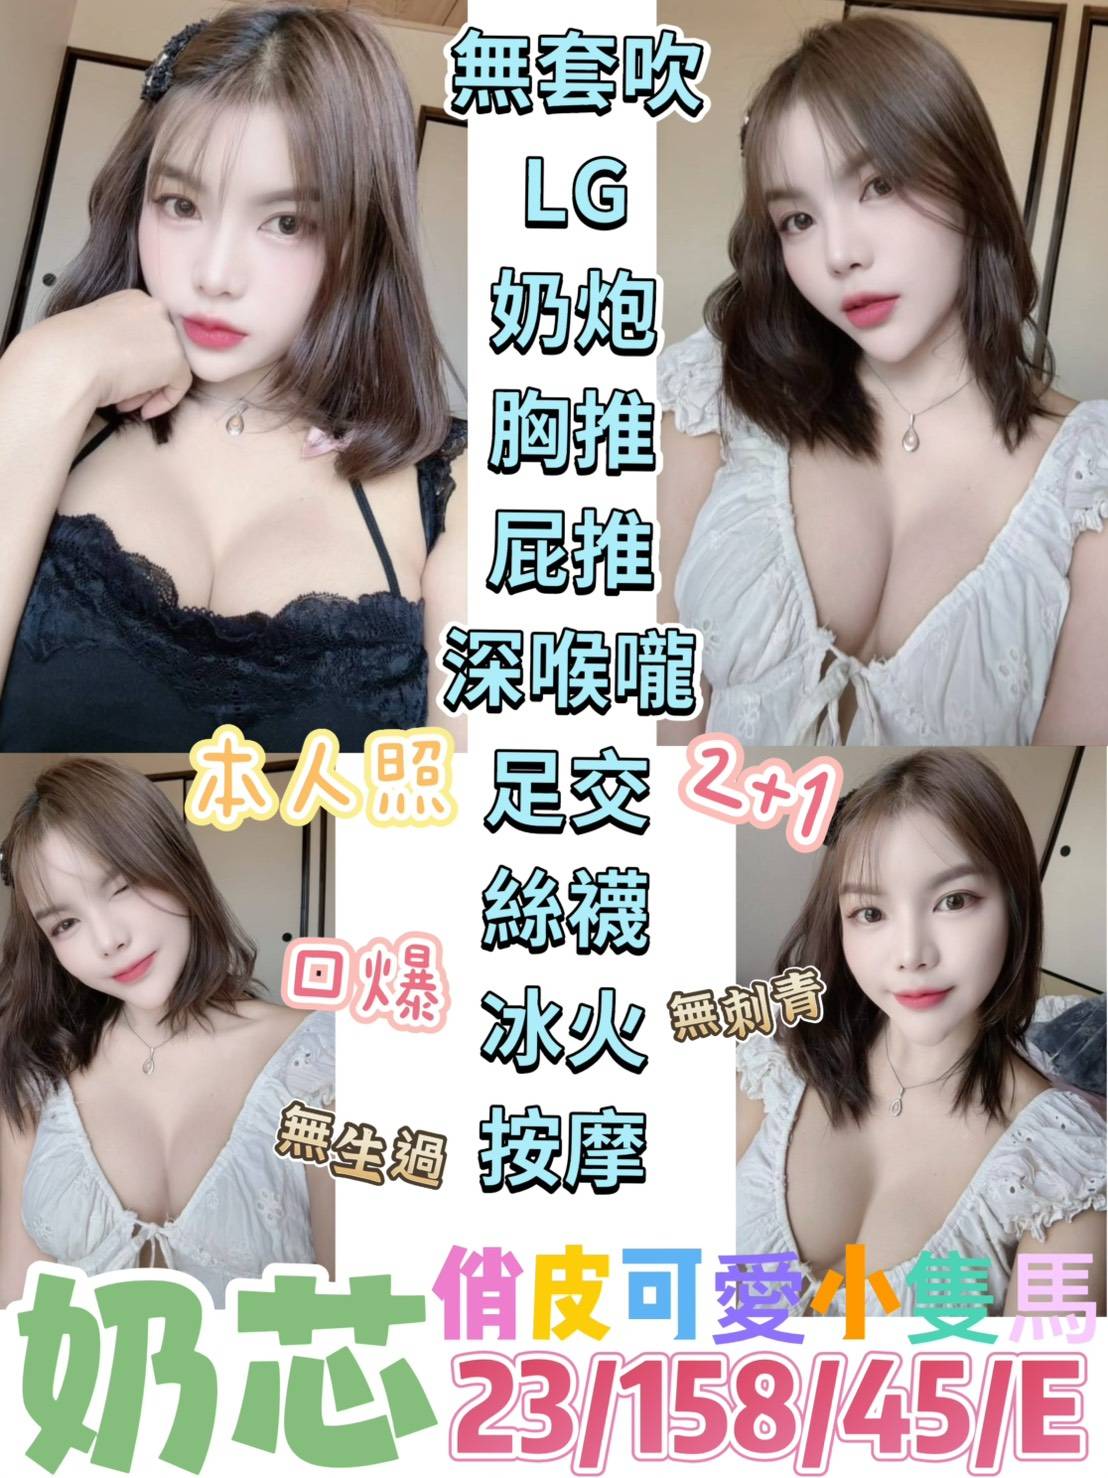 無套吹
LG
奶炮
胸推
屁推
深喉嚨
本人照
足交
2+1
絲襪
口爆
冰火
無刺青
無生過
按摩
奶芯
俏皮可愛小隻馬
23/158/45/E